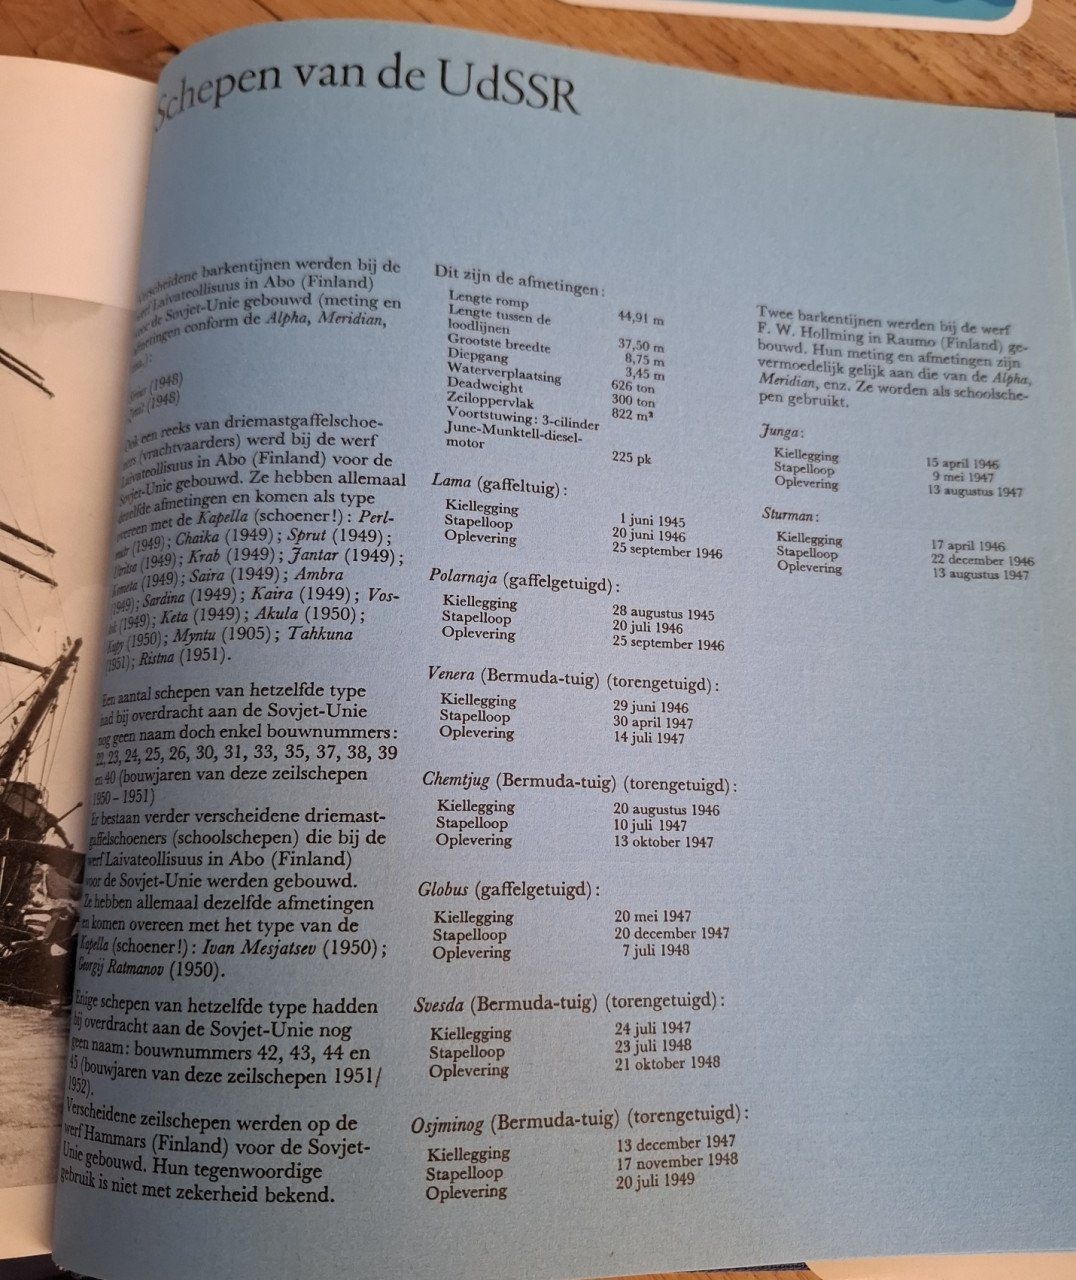 Schepen van de UdSSR
Verscheidene barkentijnen werden bij de
werf Laivateollisuus in Abo (Finland)
voor de Sovjet-Unie gebouwd (meting en
afmetingen conform de Alpha, Meridian,
(1948)
(1948)
Ook een reeks van driemastgaffelschoe-
ners (vrachtvaarders) werd bij de werf
Laivateollisuus in Abo (Finland) voor de
Sovjet-Unie gebouwd. Ze hebben allemaal
dezelfde afmetingen en komen als type
overeen met de Kapella (schoener!): Perl-
(1949); Chaika (1949); Sprut (1949);
(1949); Krab (1949); Jantar (1949);
Kometa (1949); Saira (1949); Ambra
(1949); Sardina (1949); Kaira (1949); Vos-
(1949); Keta (1949); Akula (1950);
(1950); Myntu (1905); Tahkuna
(1951); Ristna (1951).
Een aantal schepen van hetzelfde type
had bij overdracht aan de Sovjet-Unie
nog geen naam doch enkel bouwnummers:
22, 23, 24, 25, 26, 30, 31, 33, 35, 37, 38, 39
en 40 (bouwjaren van deze zeilschepen
1950–1951)
Er bestaan verder verscheidene driemast-
gaffelschoeners (schoolschepen) die bij de
werf Laivateollisuus in Abo (Finland)
voor de Sovjet-Unie werden gebouwd.
Ze hebben allemaal dezelfde afmetingen
en komen overeen met het type van de
Kapella (schoener!): Ivan Mesjatsev (1950);
Georgij Ratmanov (1950).
Enige schepen van hetzelfde type hadden
bij overdracht aan de Sovjet-Unie nog
geen naam: bouwnummers 42, 43, 44 en
45 (bouwjaren van deze zeilschepen 1951/
1952).
Verscheidene zeilschepen werden op de
werf Hammars (Finland) voor de Sovjet-
Unie gebouwd. Hun tegenwoordige
gebruik is niet met zekerheid bekend.
Dit zijn de afmetingen:
Lengte romp 44,91 m
Lengte tussen de
loodlijnen 37,50 m
Grootste breedte 8,75 m
Diepgang 3,45 m
Waterverplaatsing 626 ton
Deadweight 300 ton
Zeiloppervlak 822 m²
Voortstuwing: 3-cilinder
June-Munktell-diesel-
motor 225 pk
Lama (gaffeltuig):
Kiellegging 1 juni 1945
Stapelloop 20 juni 1946
Oplevering 25 september 1946
Polarnaja (gaffelgetuigd):
Kiellegging 28 augustus 1945
Stapelloop 20 juli 1946
Oplevering 25 september 1946
Venera (Bermuda-tuig) (torengetuigd):
Kiellegging 29 juni 1946
Stapelloop 30 april 1947
Oplevering 14 juli 1947
Chemtjug (Bermuda-tuig) (torengetuigd):
Kiellegging 20 augustus 1946
Stapelloop 10 juli 1947
Oplevering 13 oktober 1947
Globus (gaffelgetuigd):
Kiellegging 20 mei 1947
Stapelloop 20 december 1947
Oplevering 7 juli 1948
Svesda (Bermuda-tuig) (torengetuigd):
Kiellegging 24 juli 1947
Stapelloop 23 juli 1948
Oplevering 21 oktober 1948
Osjminog (Bermuda-tuig) (torengetuigd):
Kiellegging 13 december 1947
Stapelloop 17 november 1948
Oplevering 20 juli 1949
Twee barkentijnen werden bij de werf
F. W. Hollming in Raumo (Finland) ge-
bouwd. Hun meting en afmetingen zijn
vermoedelijk gelijk aan die van de Alpha,
Meridian, enz. Ze worden als schoolsche-
pen gebruikt.
Junga:
Kiellegging 15 april 1946
Stapelloop 9 mei 1947
Oplevering 13 augustus 1947
Sturman:
Kiellegging 17 april 1946
Stapelloop 22 december 1946
Oplevering 13 augustus 1947